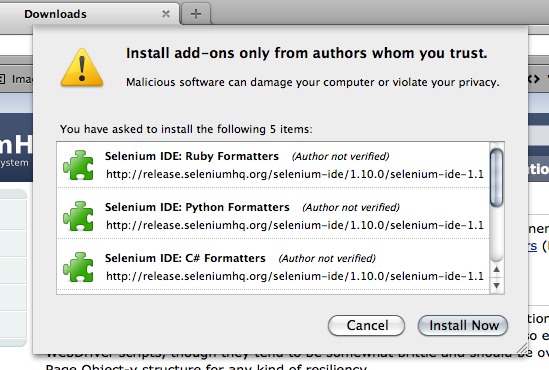 Downloads
Install add-ons only from authors whom you trust.
Malicious software can damage your computer or violate your privacy.
Ima
mH
ystem
tio
You have asked to install the following 5 items:
Selenium IDE: Ruby Formatters (Author not verified)
http://release.seleniumhq.org/selenium-ide/1.10.0/selenium-ide-1.1
Selenium IDE: Python Formatters (Author not verified)
http://release.seleniumhq.org/selenium-ide/1.10.0/selenium-ide-1.1
Selenium IDE: C# Formatters (Author not verified)
http://release.seleniumhq.org/selenium-ide/1.10.0/selenium-ide-1.1
Cancel
Install Now
WebDriver scripts, though they tend to be somewhat brittle and should be ov
Page Object-y structure for any kind of resiliency.